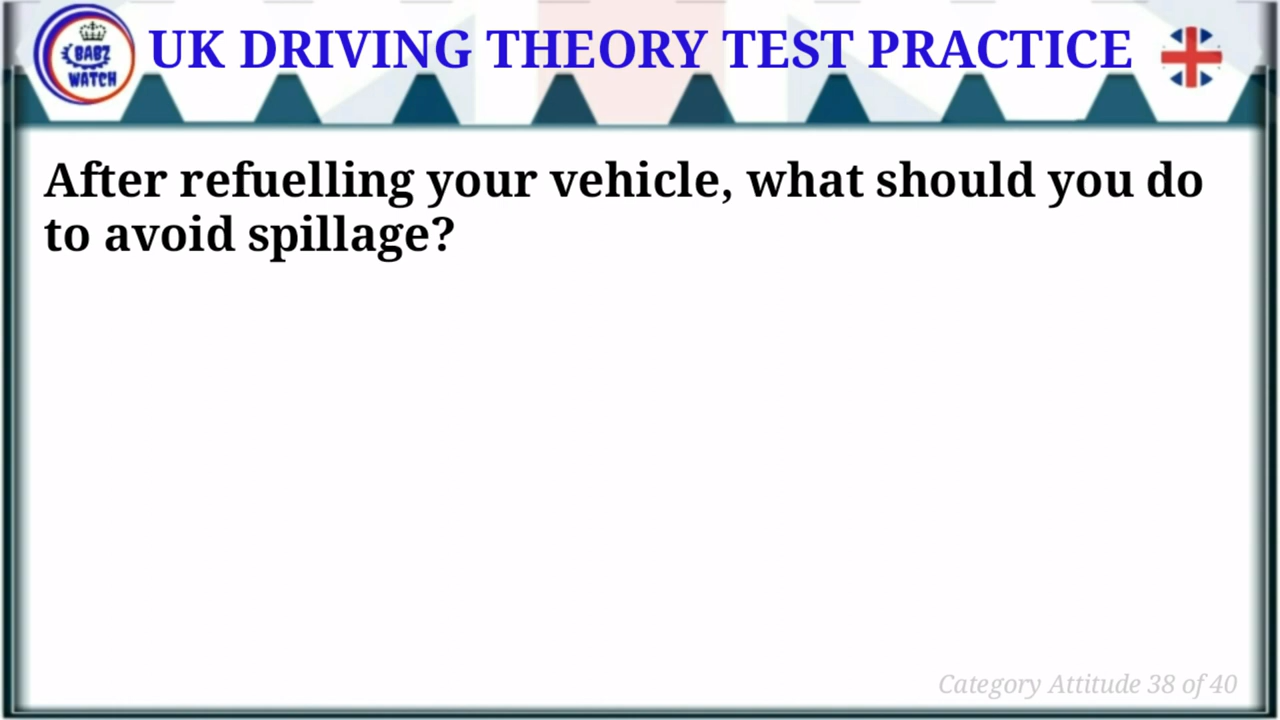 BABZ
WATCH
UK DRIVING THEORY TEST PRACTICE
After refuelling your vehicle, what should you do
to avoid spillage?
Category Attitude 38 of 40